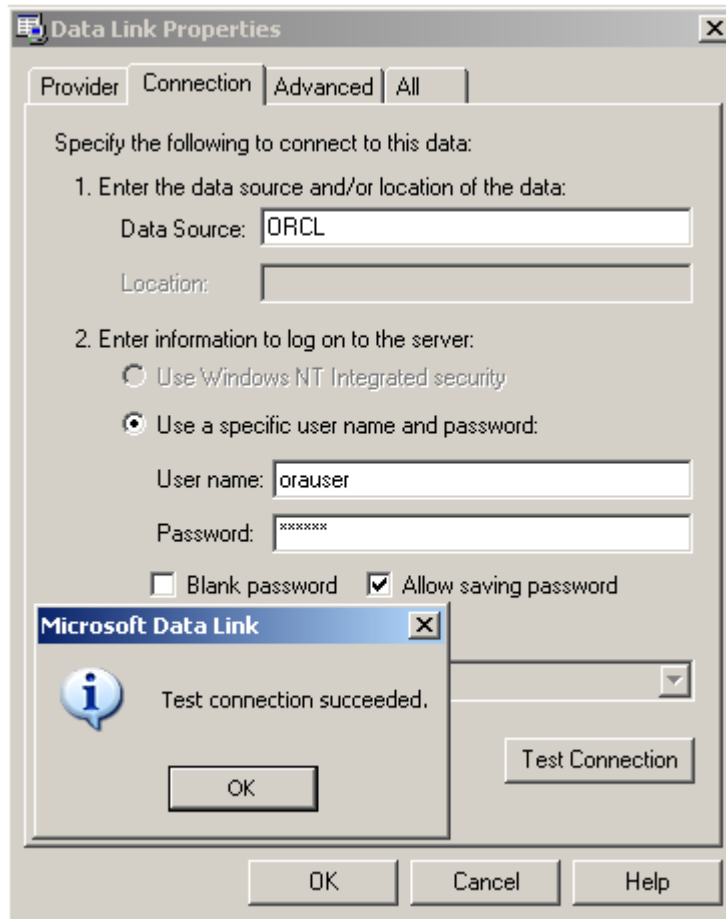 Data Link Properties
Provider Connection Advanced All
Specify the following to connect to this data:
1. Enter the data source and/or location of the data:
Data Source: ORCL
Location:
2. Enter information to log on to the server:
Use Windows NT Integrated security
Use a specific user name and password:
User name: orauser
Password: ******
Blank password Allow saving password
Microsoft Data Link
Test connection succeeded.
OK
Test Connection
OK Cancel Help